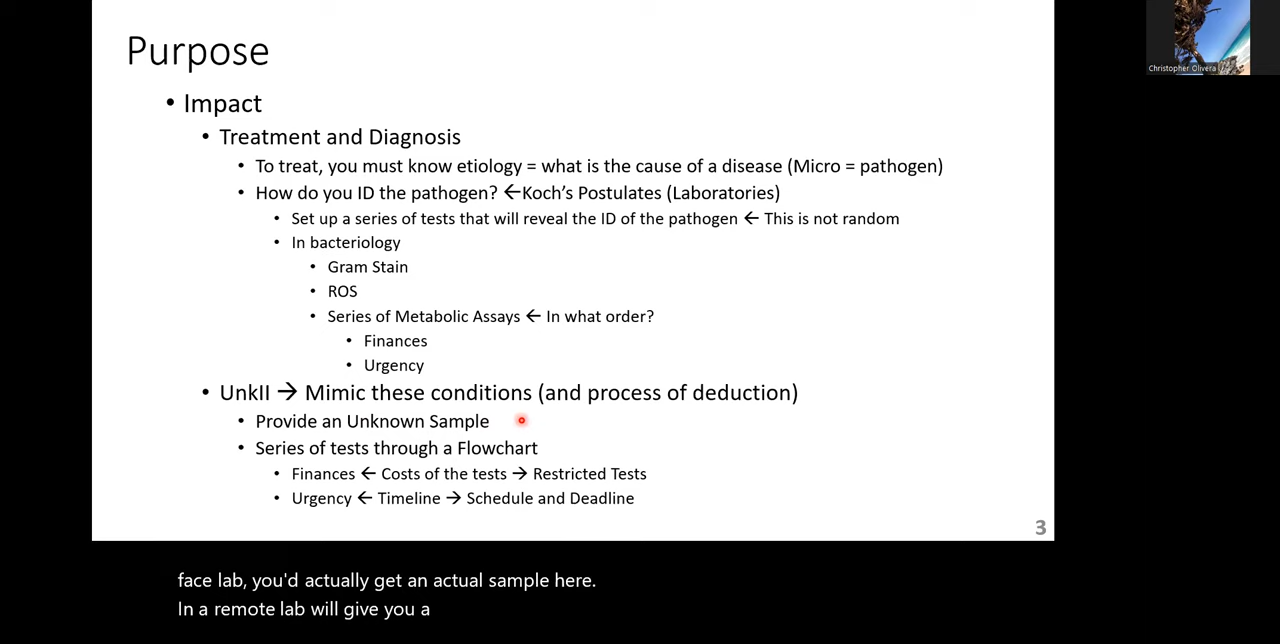 Purpose
• Impact
• Treatment and Diagnosis
• To treat, you must know etiology = what is the cause of a disease (Micro = pathogen)
• How do you ID the pathogen? ←Koch's Postulates (Laboratories)
• Set up a series of tests that will reveal the ID of the pathogen ← This is not random
• In bacteriology
• Gram Stain
• ROS
• Series of Metabolic Assays ← In what order?
• Finances
• Urgency
• UnkII → Mimic these conditions (and process of deduction)
• Provide an Unknown Sample
• Series of tests through a Flowchart
• Finances ← Costs of the tests → Restricted Tests
• Urgency ← Timeline → Schedule and Deadline
3
Christopher Olivera
face lab, you'd actually get an actual sample here.
In a remote lab will give you a